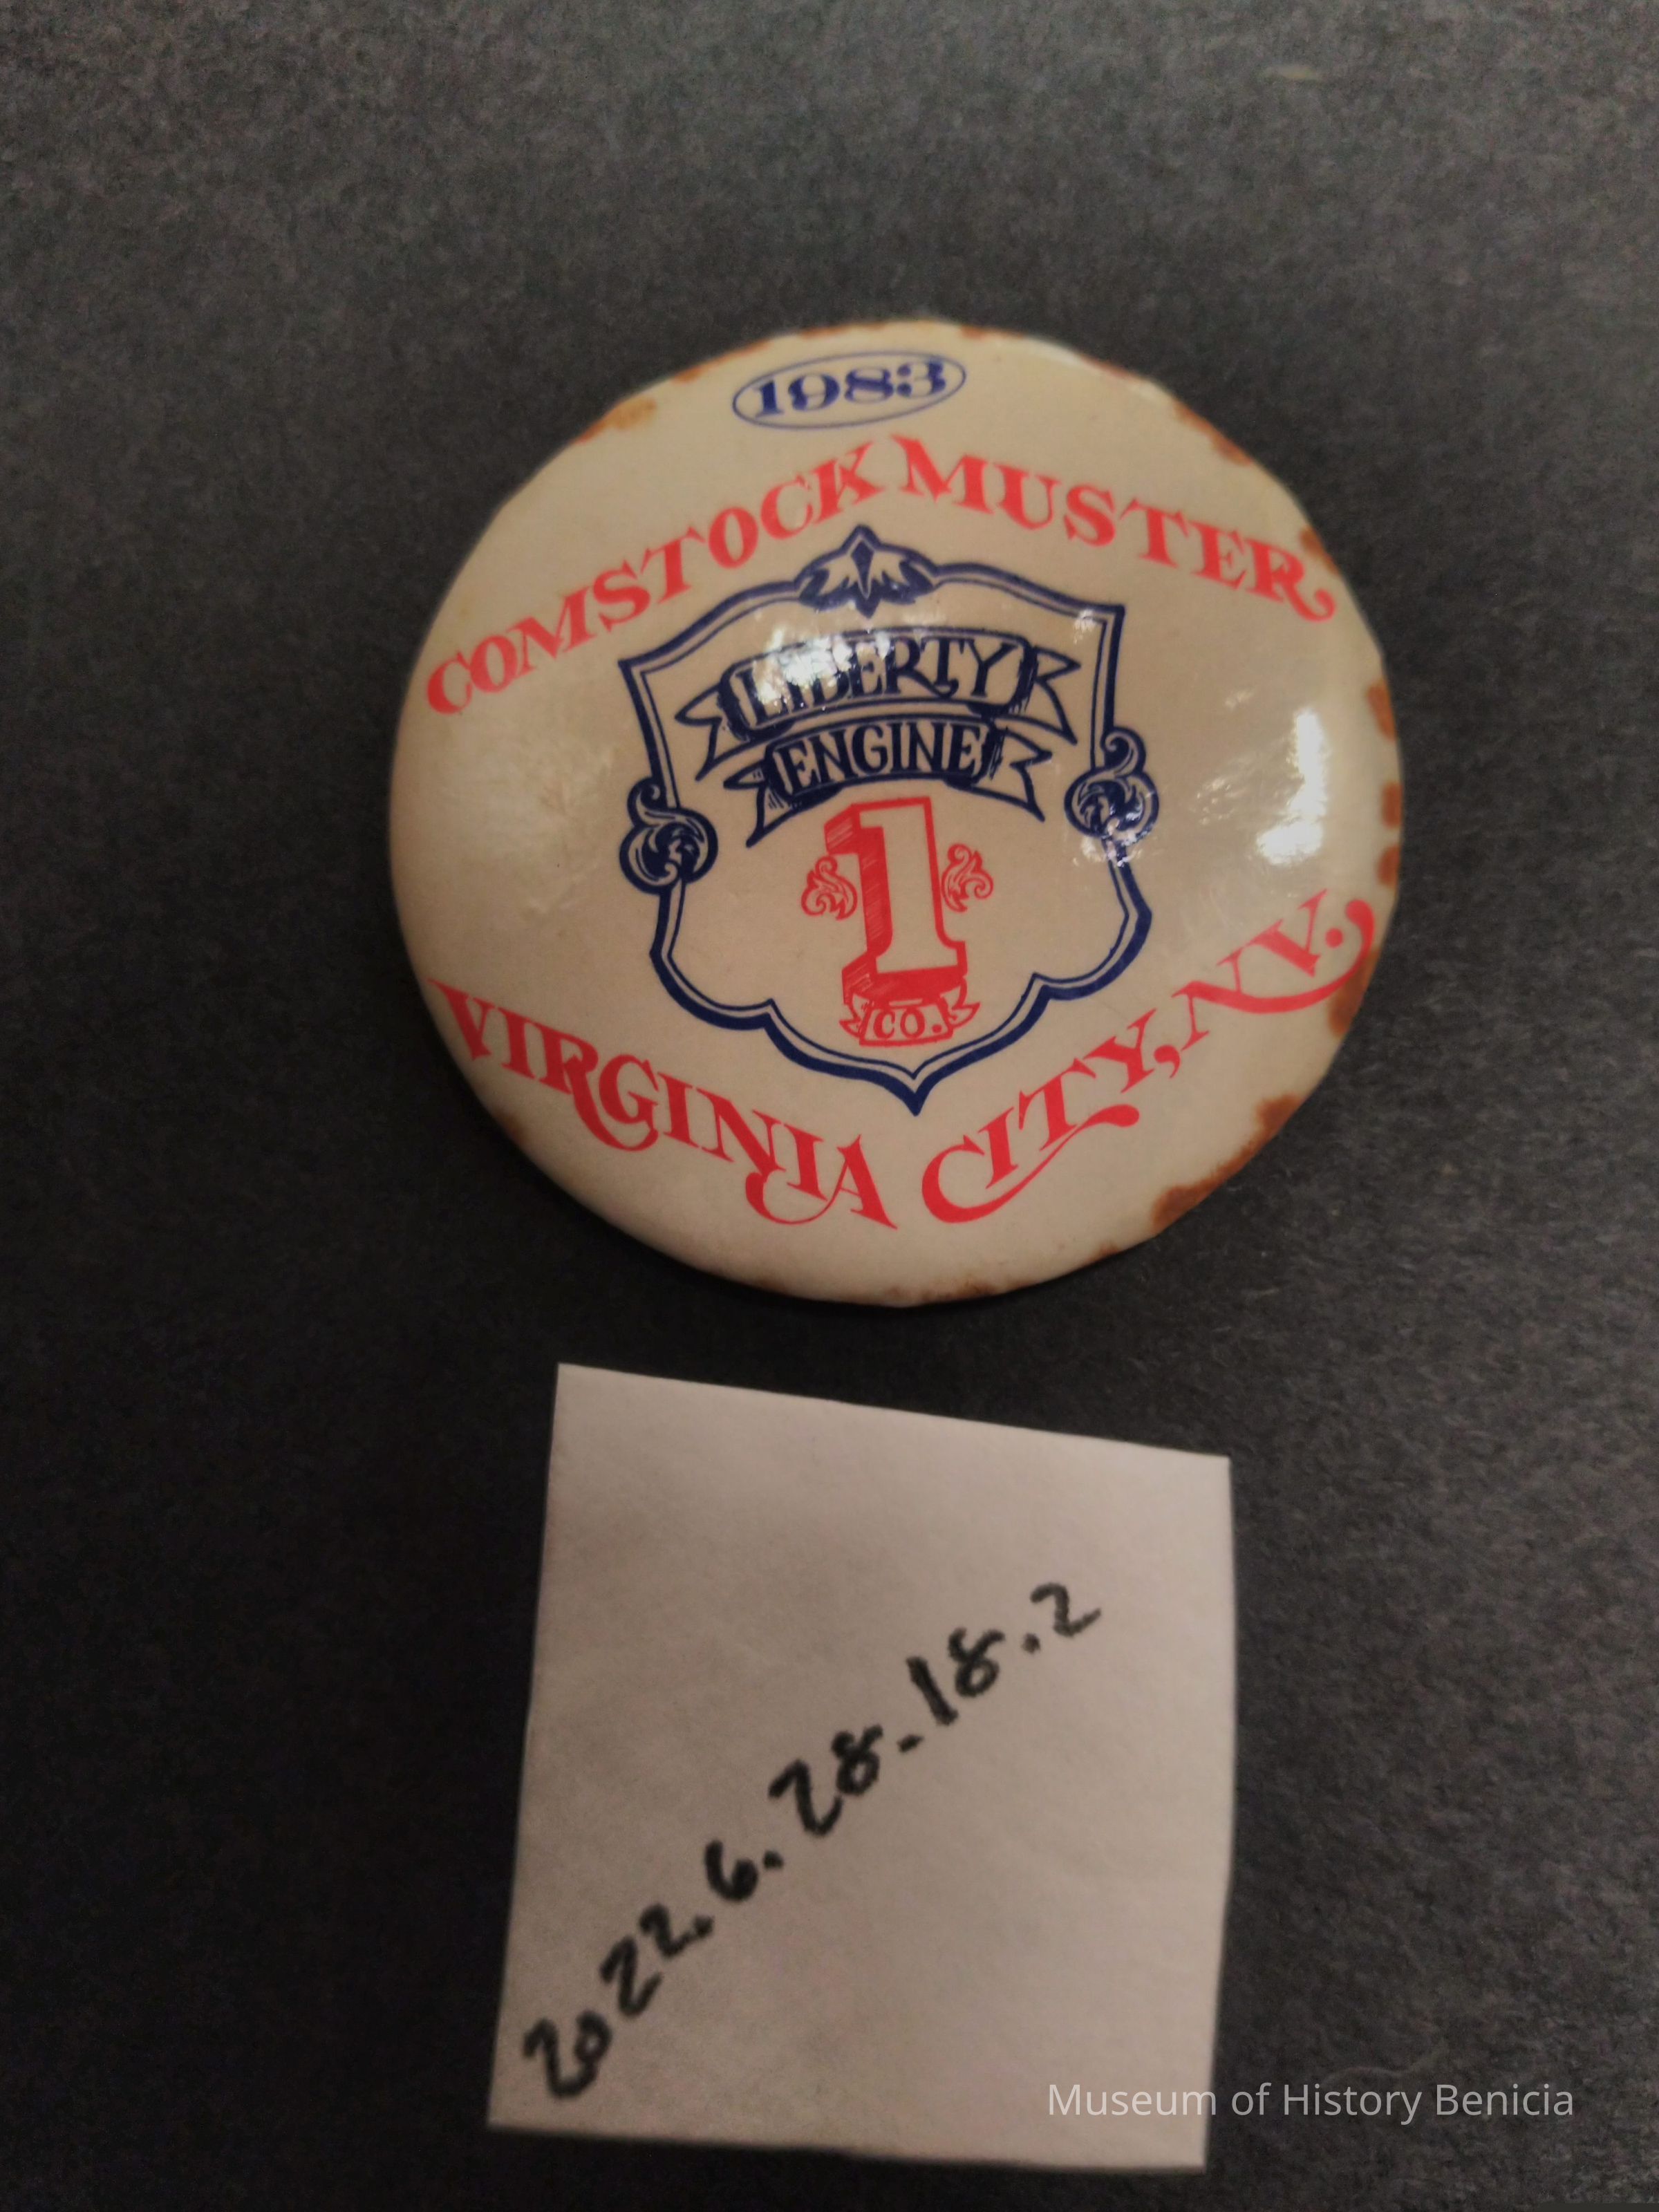 1983
COMSTOCK MUSTER
LIBERTY
ENGINE
1
CO.
VIRGINIA CITY, NV.
2022.6.28.18.2
Museum of History Benicia